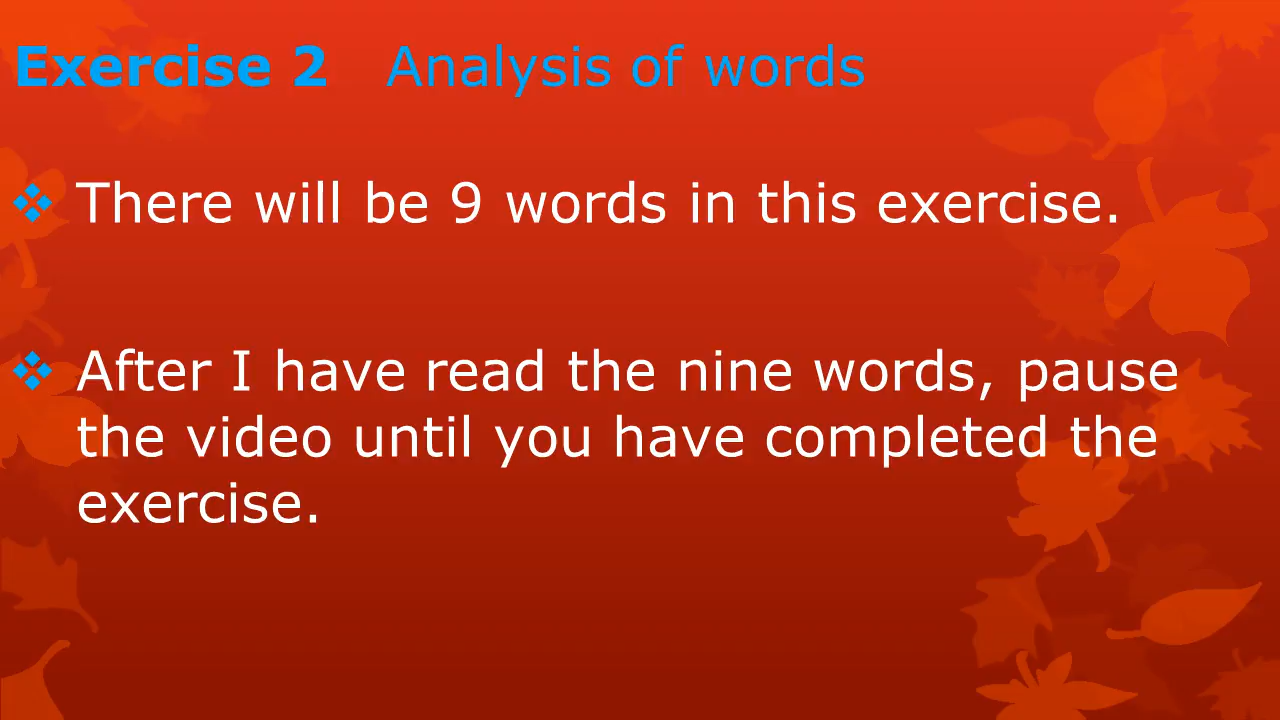 Exercise 2 Analysis of words
❖ There will be 9 words in this exercise.
❖ After I have read the nine words, pause
the video until you have completed the
exercise.